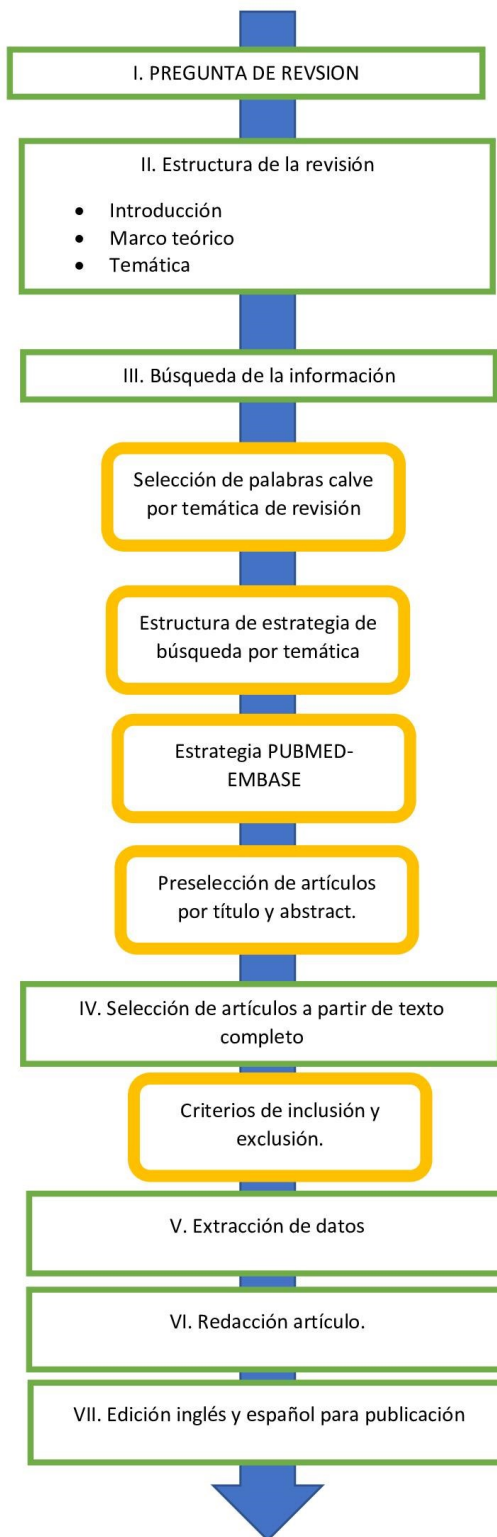 I. PREGUNTA DE REVSION
II. Estructura de la revisión
• Introducción
• Marco teórico
• Temática
III. Búsqueda de la información
Selección de palabras calve
por temática de revisión
Estructura de estrategia de
búsqueda por temática
Estrategia PUBMED-
EMBASE
Preselección de artículos
por título y abstract.
IV. Selección de artículos a partir de texto
completo
Criterios de inclusión y
exclusión.
V. Extracción de datos
VI. Redacción artículo.
VII. Edición inglés y español para publicación